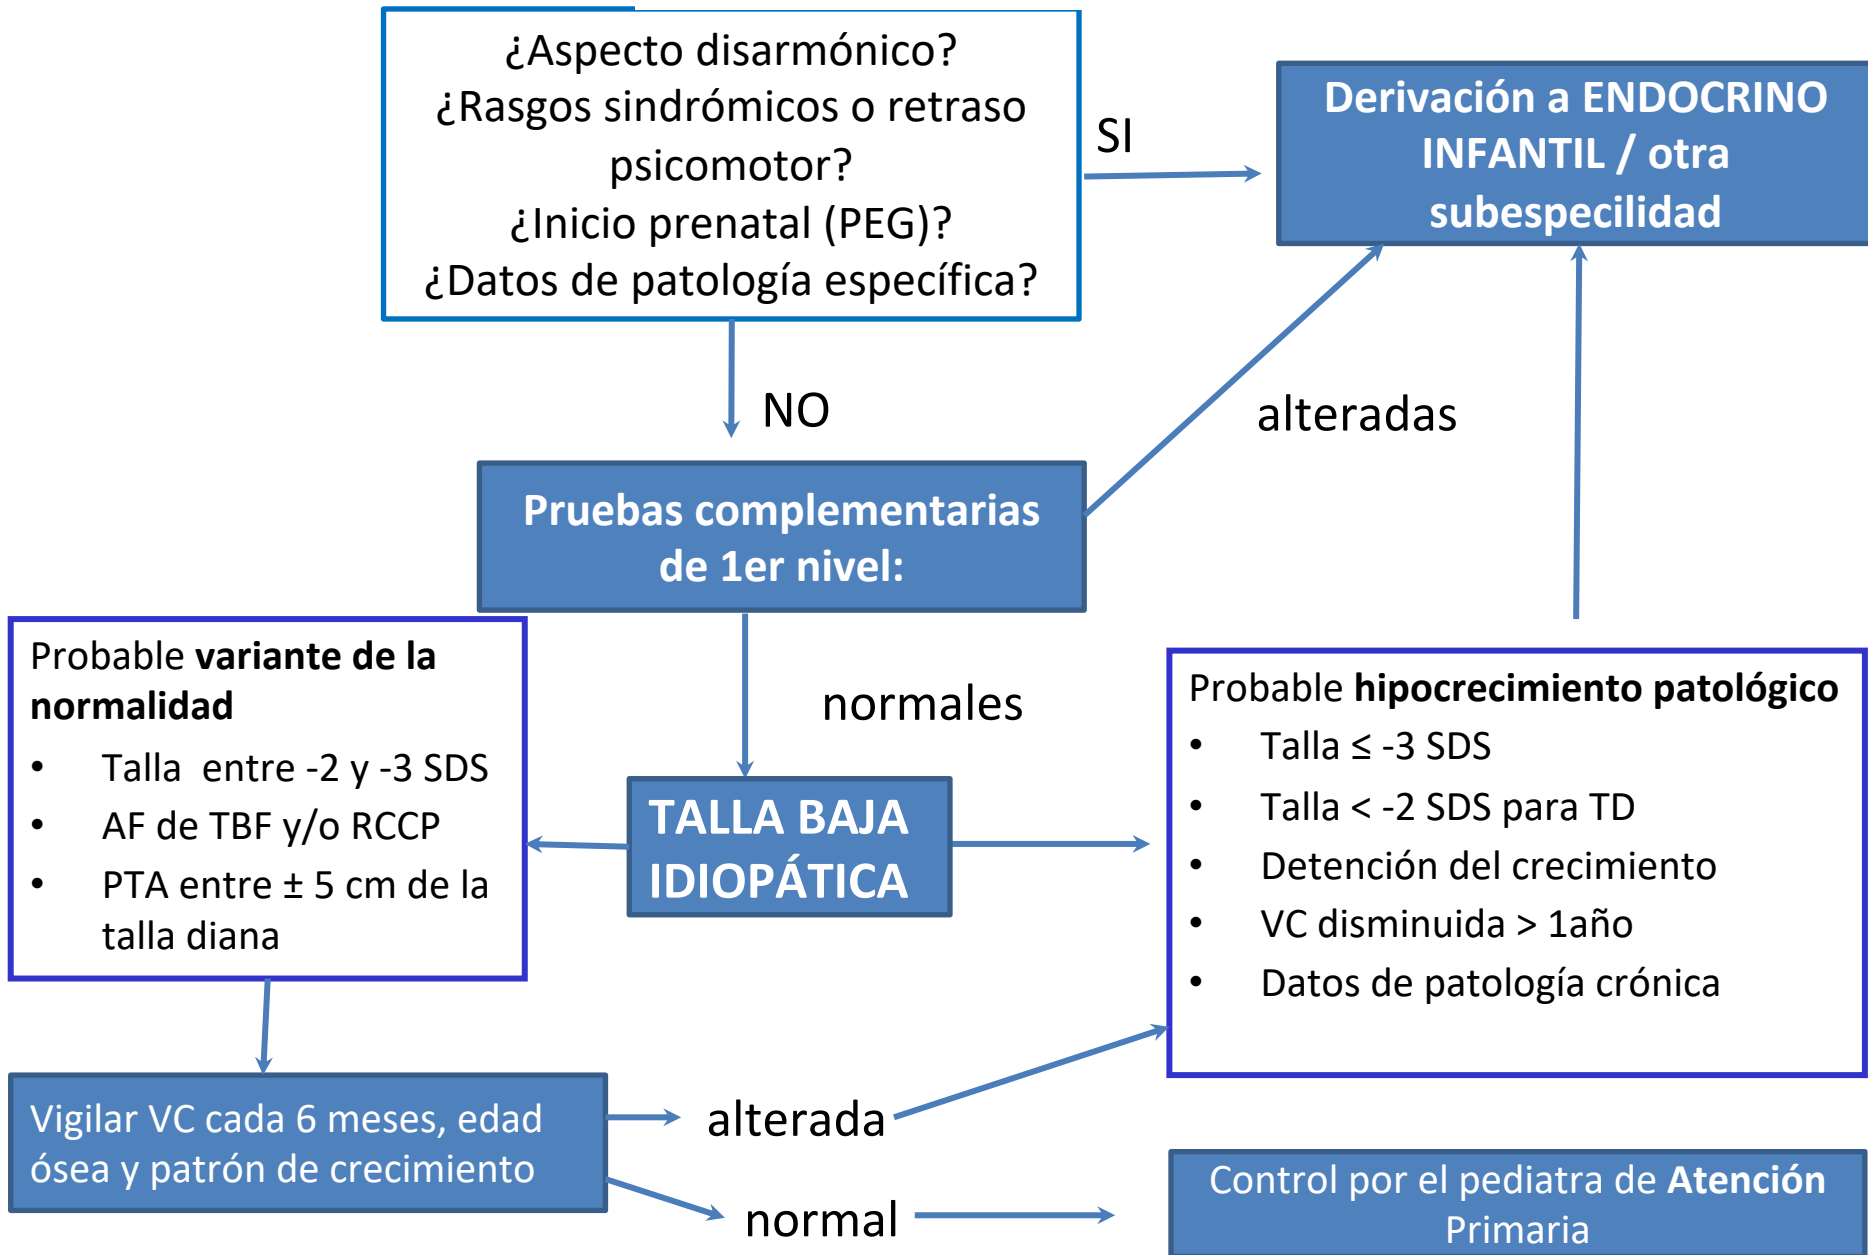 ¿Aspecto disarmónico?
¿Rasgos sindrómicos o retraso
psicomotor?
¿Inicio prenatal (PEG)?
¿Datos de patología específica?
SI
Derivación a ENDOCRINO
INFANTIL / otra
subespecilidad
NO
alteradas
Pruebas complementarias
de 1er nivel:
normales
Probable variante de la
normalidad
• Talla entre -2 y -3 SDS
• AF de TBF y/o RCCP
• PTA entre ± 5 cm de la
talla diana
TALLA BAJA
IDIOPÁTICA
Probable hipocrecimiento patológico
• Talla ≤ -3 SDS
• Talla < -2 SDS para TD
• Detención del crecimiento
• VC disminuida > 1año
• Datos de patología crónica
Vigilar VC cada 6 meses, edad
ósea y patrón de crecimiento
alterada
normal
Control por el pediatra de Atención
Primaria